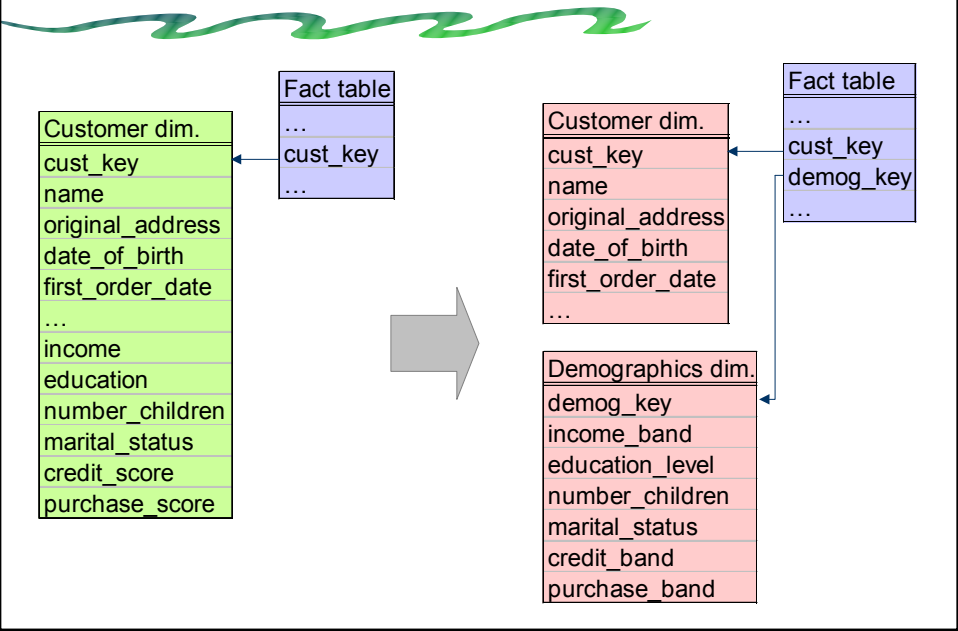 Customer dim.
cust_key
name
original_address
date_of_birth
first_order_date
…
income
education
number_children
marital_status
credit_score
purchase_score
Fact table
…
cust_key
…
Customer dim.
cust_key
name
original_address
date_of_birth
first_order_date
…
Demographics dim.
demog_key
income_band
education_level
number_children
marital_status
credit_band
purchase_band
Fact table
…
cust_key
demog_key
…